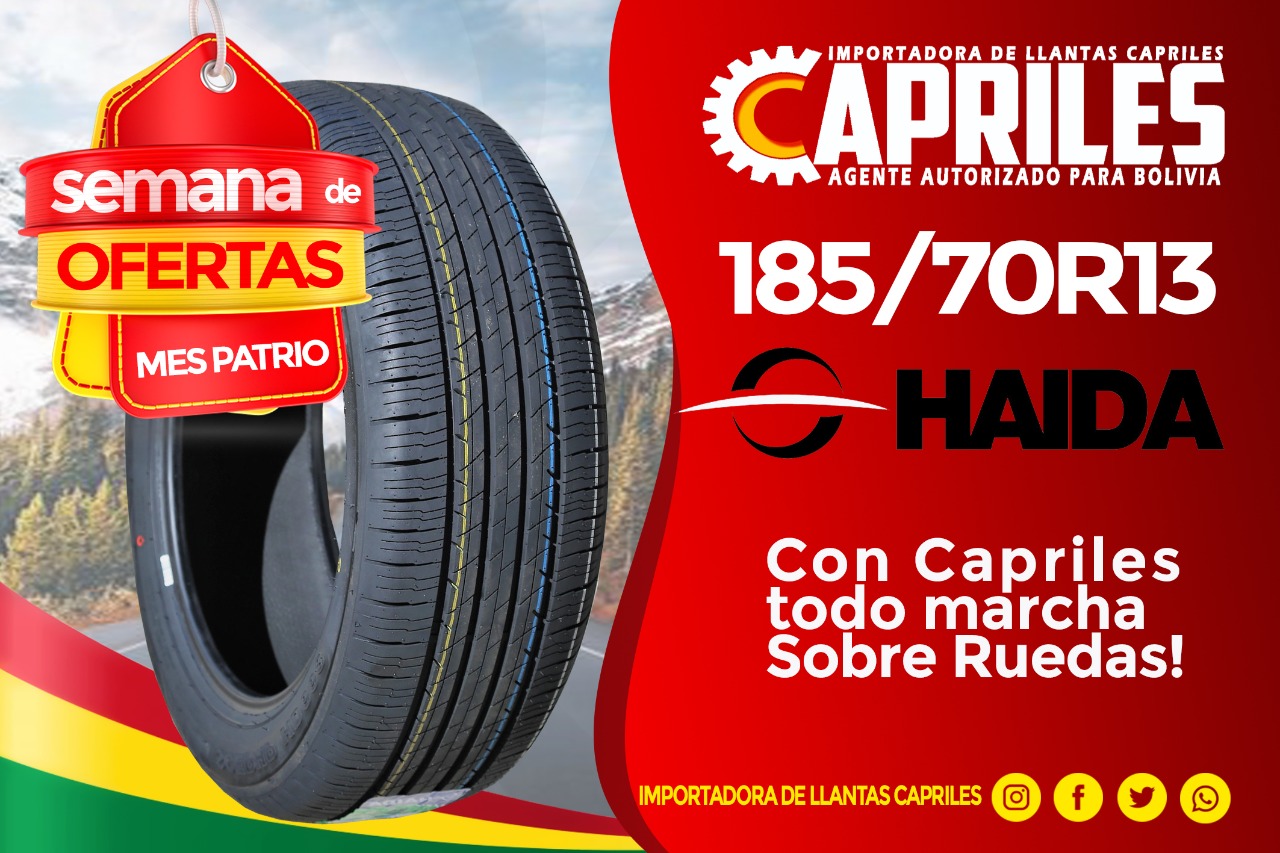 semana de
OFERTAS
MES PATRIO
IMPORTADORA DE LLANTAS CAPRILES
CAPRILES
AGENTE AUTORIZADO PARA BOLIVIA
185/70R13
HAIDA
Con Capriles
todo marcha
Sobre Ruedas!
IMPORTADORA DE LLANTAS CAPRILES